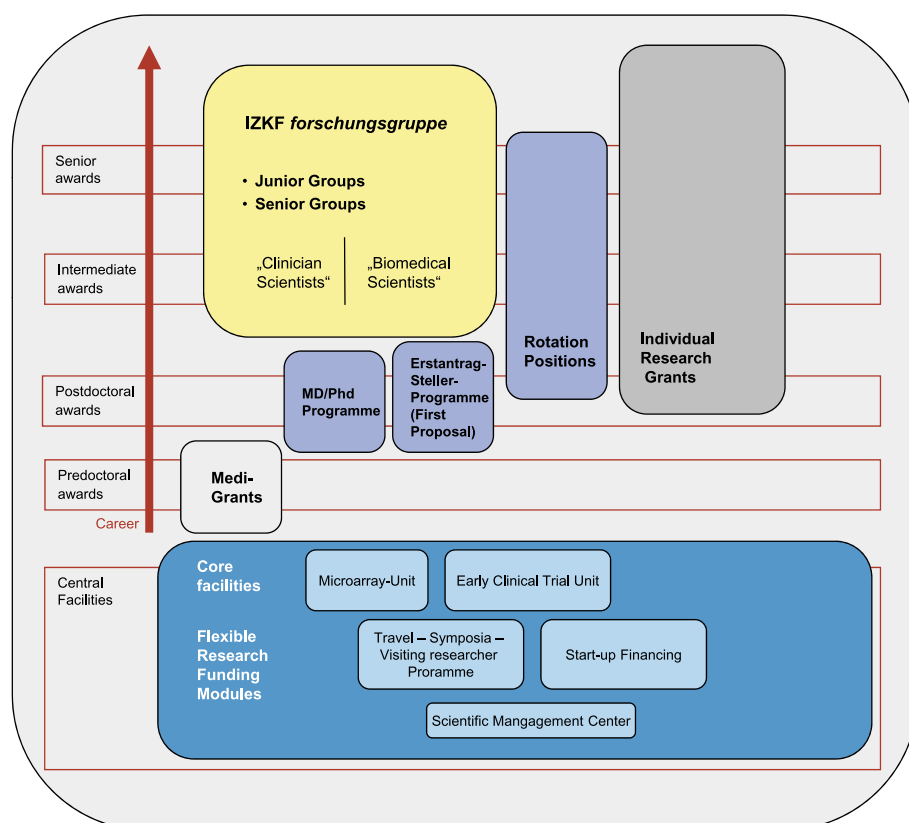 IZKF forschungsgruppe
Senior
awards
• Junior Groups
• Senior Groups
Intermediate
awards
„Clinician
Scientists“
„Biomedical
Scientists“
Rotation
Positions
Individual
Research
Grants
Postdoctoral
awards
MD/Phd
Programme
Erstantrag-
Steller-
Programme
(First
Proposal)
Predoctoral
awards
Medi-
Grants
Career
Central
Facilities
Core
facilities
Microarray-Unit
Early Clinical Trial Unit
Flexible
Research
Funding
Modules
Travel – Symposia –
Visiting researcher
Proramme
Start-up Financing
Scientific Mangagement Center